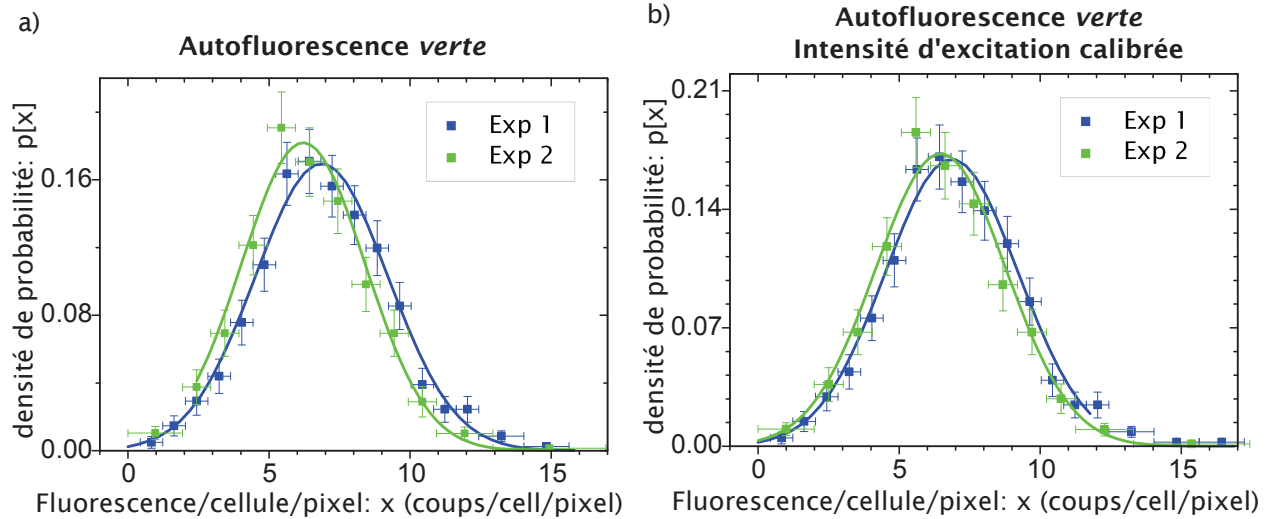 a)
Autofluorescence verte
densité de probabilité: p[x]
0.16
0.08
0.00
Exp 1
Exp 2
0
5
10
15
Fluorescence/cellule/pixel: x (coups/cell/pixel)
b)
Autofluorescence verte
Intensité d'excitation calibrée
densité de probabilité: p[x]
0.21
0.14
0.07
0.00
Exp 1
Exp 2
0
5
10
15
Fluorescence/cellule/pixel: x (coups/cell/pixel)